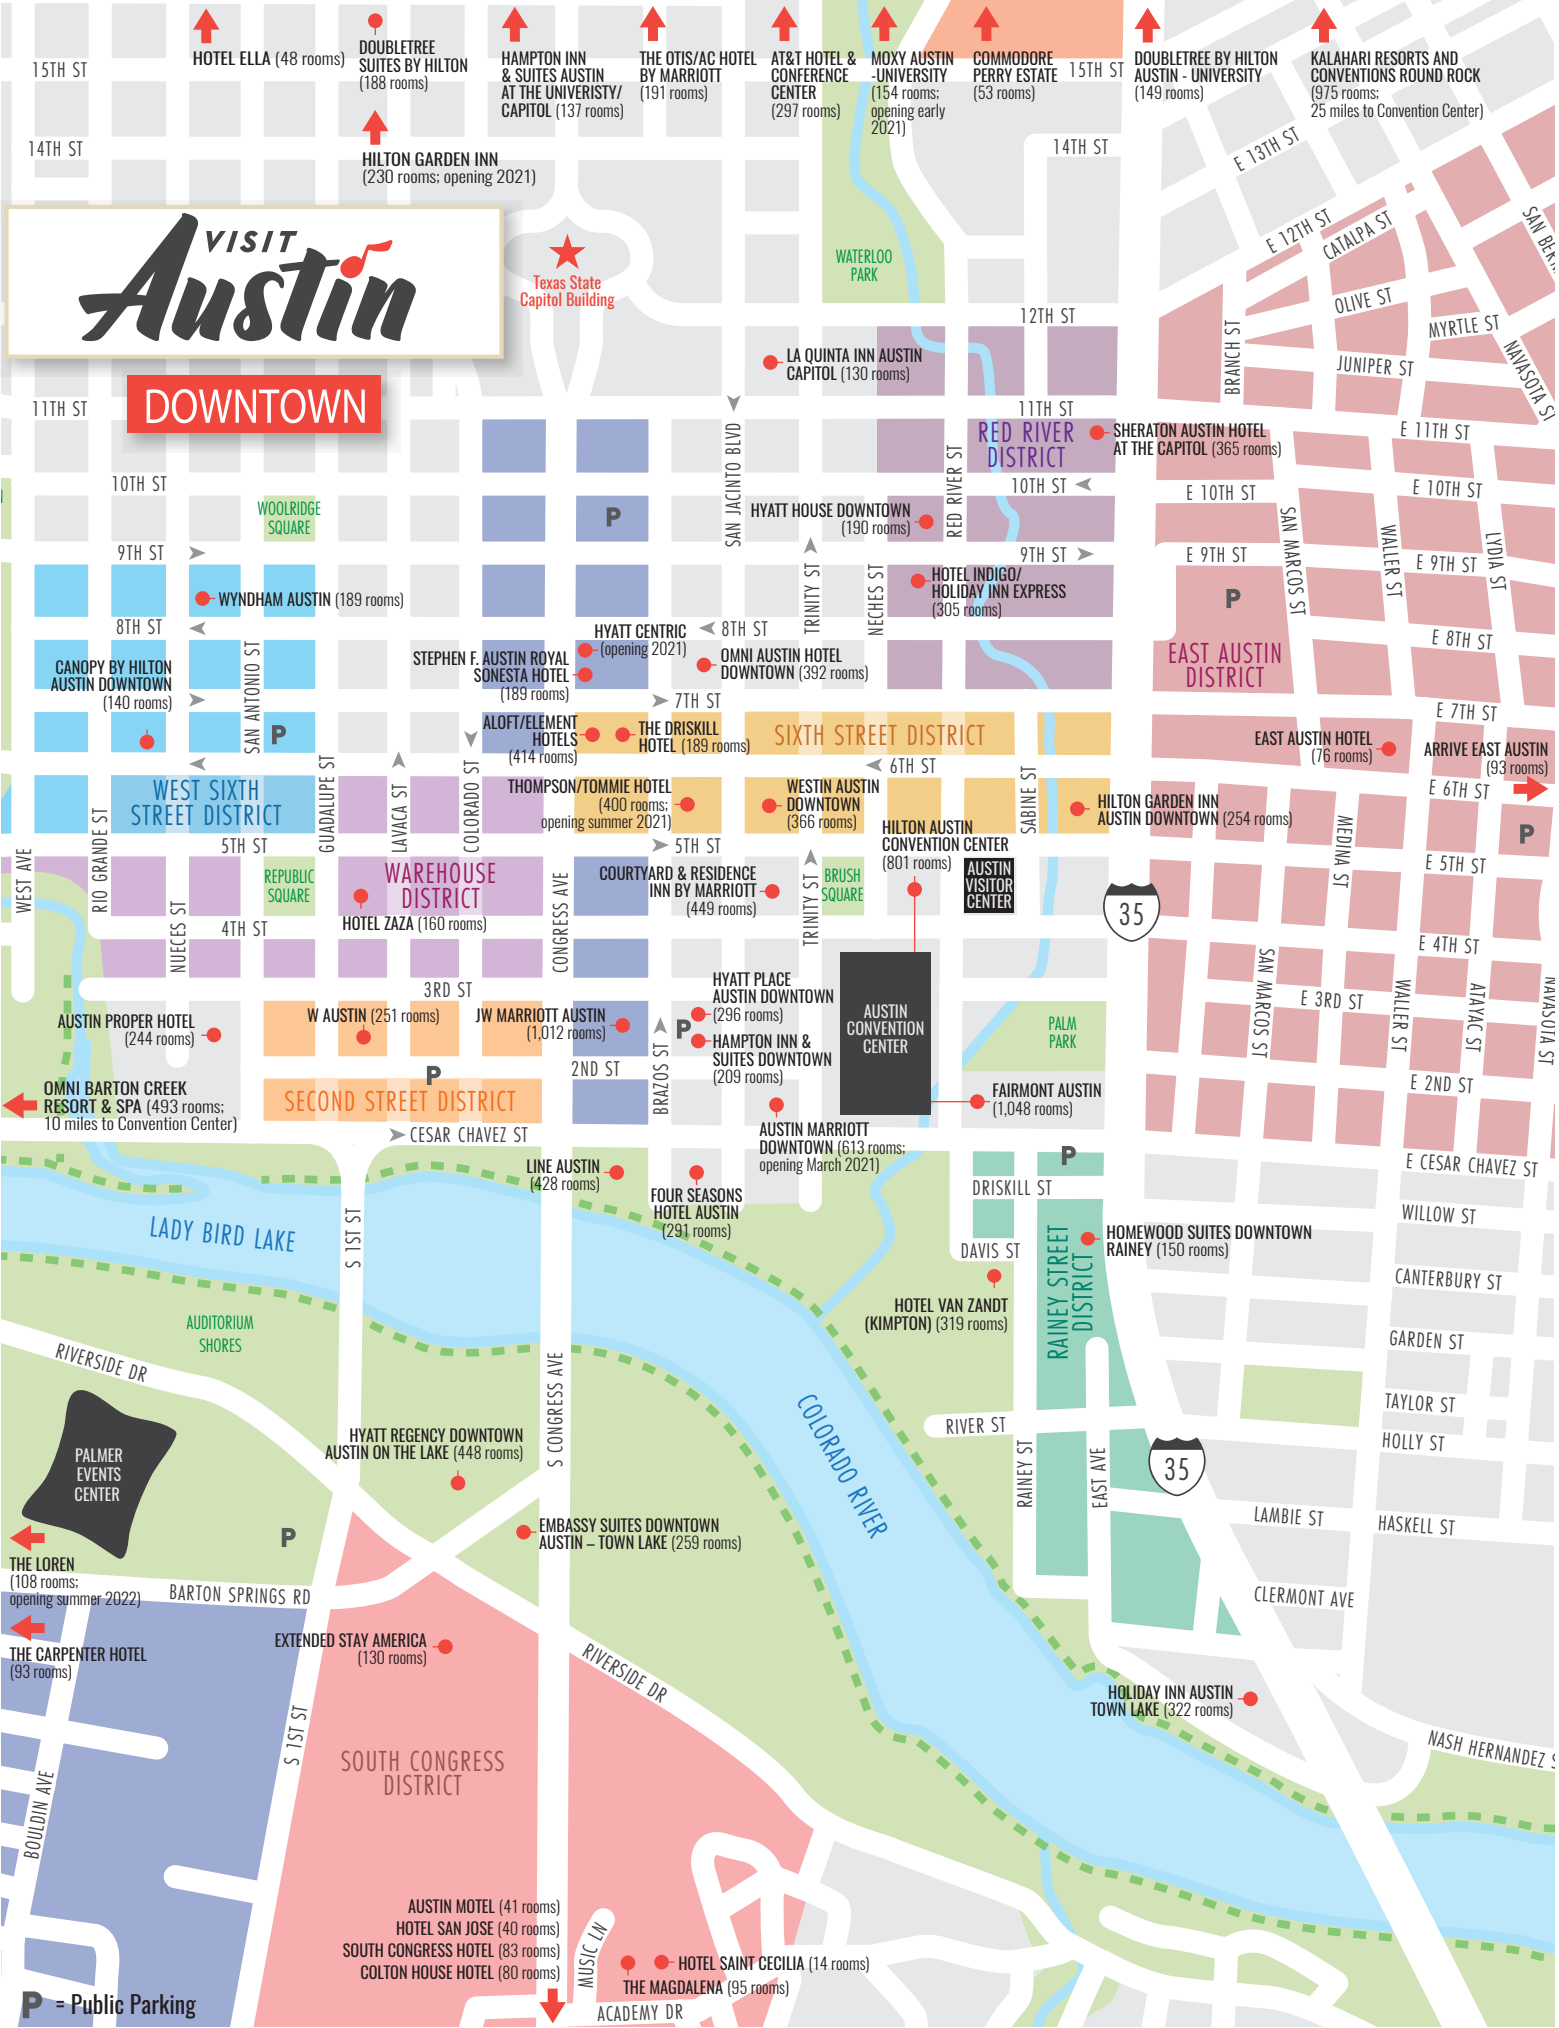 HOTEL ELLA (48 rooms)
DOUBLETREE
SUITES BY HILTON
(188 rooms)
HAMPTON INN
& SUITES AUSTIN
AT THE UNIVERISTY/
CAPITOL (137 rooms)
THE OTIS/AC HOTEL
BY MARRIOTT
(191 rooms)
AT&T HOTEL &
CONFERENCE
CENTER
(297 rooms)
MOXY AUSTIN
-UNIVERSITY
(154 rooms;
opening early
2021)
COMMODORE
PERRY ESTATE
(53 rooms)
15TH ST
DOUBLETREE BY HILTON
AUSTIN - UNIVERSITY
(149 rooms)
KALAHARI RESORTS AND
CONVENTIONS ROUND ROCK
(975 rooms;
25 miles to Convention Center)
15TH ST
14TH ST
HILTON GARDEN INN
(230 rooms; opening 2021)
14TH ST
E 13TH ST
E 12TH ST
CATALPA ST
VISIT
Austin
DOWNTOWN
Texas State
Capitol Building
WATERLOO
PARK
12TH ST
OLIVE ST
MYRTLE ST
JUNIPER ST
BRANCH ST
NAVASOTA ST
LA QUINTA INN AUSTIN
CAPITOL (130 rooms)
11TH ST
11TH ST
RED RIVER
DISTRICT
SHERATON AUSTIN HOTEL
AT THE CAPITOL (365 rooms)
E 11TH ST
SAN JACINTO BLVD
RED RIVER ST
10TH ST
10TH ST
E 10TH ST
E 10TH ST
WOOLRIDGE
SQUARE
P
HYATT HOUSE DOWNTOWN
(190 rooms)
SAN MARCOS ST
WALLER ST
LYDIA ST
9TH ST
9TH ST
E 9TH ST
E 9TH ST
WYNDHAM AUSTIN (189 rooms)
TRINITY ST
NECHES ST
HOTEL INDIGO/
HOLIDAY INN EXPRESS
(305 rooms)
P
8TH ST
8TH ST
E 8TH ST
HYATT CENTRIC
(opening 2021)
STEPHEN F. AUSTIN ROYAL
SONESTA HOTEL
(189 rooms)
OMNI AUSTIN HOTEL
DOWNTOWN (392 rooms)
EAST AUSTIN
DISTRICT
CANOPY BY HILTON
AUSTIN DOWNTOWN
(140 rooms)
SAN ANTONIO ST
P
7TH ST
E 7TH ST
ALOFT/ELEMENT
HOTELS
(414 rooms)
THE DRISKILL
HOTEL (189 rooms)
SIXTH STREET DISTRICT
EAST AUSTIN HOTEL
(76 rooms)
ARRIVE EAST AUSTIN
(93 rooms)
6TH ST
E 6TH ST
WEST SIXTH
STREET DISTRICT
GUADALUPE ST
LAVACA ST
COLORADO ST
THOMPSON/TOMMIE HOTEL
(400 rooms;
opening summer 2021)
WESTIN AUSTIN
DOWNTOWN
(366 rooms)
SABINE ST
HILTON GARDEN INN
AUSTIN DOWNTOWN (254 rooms)
MEDINA ST
P
HILTON AUSTIN
CONVENTION CENTER
(801 rooms)
5TH ST
5TH ST
E 5TH ST
WEST AVE
RIO GRANDE ST
NUECES ST
REPUBLIC
SQUARE
WAREHOUSE
DISTRICT
HOTEL ZAZA (160 rooms)
CONGRESS AVE
COURTYARD & RESIDENCE
INN BY MARRIOTT
(449 rooms)
TRINITY ST
BRUSH
SQUARE
AUSTIN
VISITOR
CENTER
35
4TH ST
E 4TH ST
3RD ST
E 3RD ST
SAN MARCOS ST
WALLER ST
ATAYAC ST
NAVASOTA ST
HYATT PLACE
AUSTIN DOWNTOWN
(296 rooms)
AUSTIN PROPER HOTEL
(244 rooms)
W AUSTIN (251 rooms)
JW MARRIOTT AUSTIN
(1,012 rooms)
P
AUSTIN
CONVENTION
CENTER
PALM
PARK
HAMPTON INN &
SUITES DOWNTOWN
(209 rooms)
BRAZOS ST
P
2ND ST
E 2ND ST
OMNI BARTON CREEK
RESORT & SPA (493 rooms;
10 miles to Convention Center)
SECOND STREET DISTRICT
FAIRMONT AUSTIN
(1,048 rooms)
CESAR CHAVEZ ST
AUSTIN MARRIOTT
DOWNTOWN (613 rooms;
opening March 2021)
P
E CESAR CHAVEZ ST
LINE AUSTIN
(428 rooms)
FOUR SEASONS
HOTEL AUSTIN
(291 rooms)
DRISKILL ST
WILLOW ST
LADY BIRD LAKE
S 1ST ST
DAVIS ST
RAINEY STREET
DISTRICT
HOMEWOOD SUITES DOWNTOWN
RAINEY (150 rooms)
CANTERBURY ST
HOTEL VAN ZANDT
(KIMPTON) (319 rooms)
AUDITORIUM
SHORES
GARDEN ST
RIVERSIDE DR
S CONGRESS AVE
COLORADO RIVER
TAYLOR ST
RIVER ST
HOLLY ST
PALMER
EVENTS
CENTER
HYATT REGENCY DOWNTOWN
AUSTIN ON THE LAKE (448 rooms)
RAINEY ST
EAST AVE
35
P
EMBASSY SUITES DOWNTOWN
AUSTIN – TOWN LAKE (259 rooms)
LAMBIE ST
HASKELL ST
THE LOREN
(108 rooms;
opening summer 2022)
BARTON SPRINGS RD
CLERMONT AVE
THE CARPENTER HOTEL
(93 rooms)
EXTENDED STAY AMERICA
(130 rooms)
RIVERSIDE DR
HOLIDAY INN AUSTIN
TOWN LAKE (322 rooms)
S 1ST ST
SOUTH CONGRESS
DISTRICT
NASH HERNANDEZ
BOULDIN AVE
AUSTIN MOTEL (41 rooms)
HOTEL SAN JOSE (40 rooms)
SOUTH CONGRESS HOTEL (83 rooms)
COLTON HOUSE HOTEL (80 rooms)
MUSIC LN
HOTEL SAINT CECILIA (14 rooms)
THE MAGDALENA (95 rooms)
ACADEMY DR
P = Public Parking